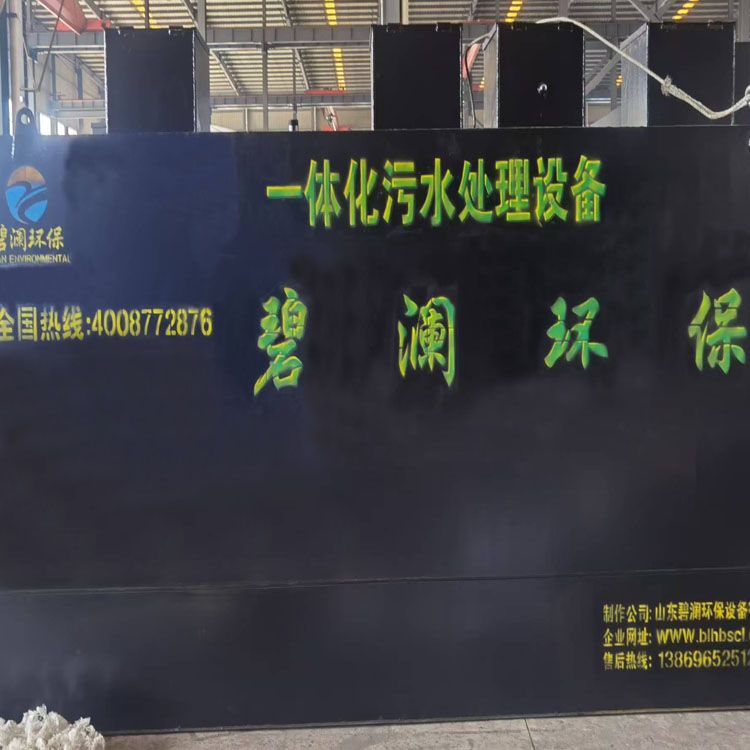 一体化污水处理设备
碧澜环保
AN ENVIRONMENTAL
全国热线:4008772876
碧澜环保
制作公司:山东碧澜环保设备
企业网址:www.blhbscl.
售后热线:1386965251